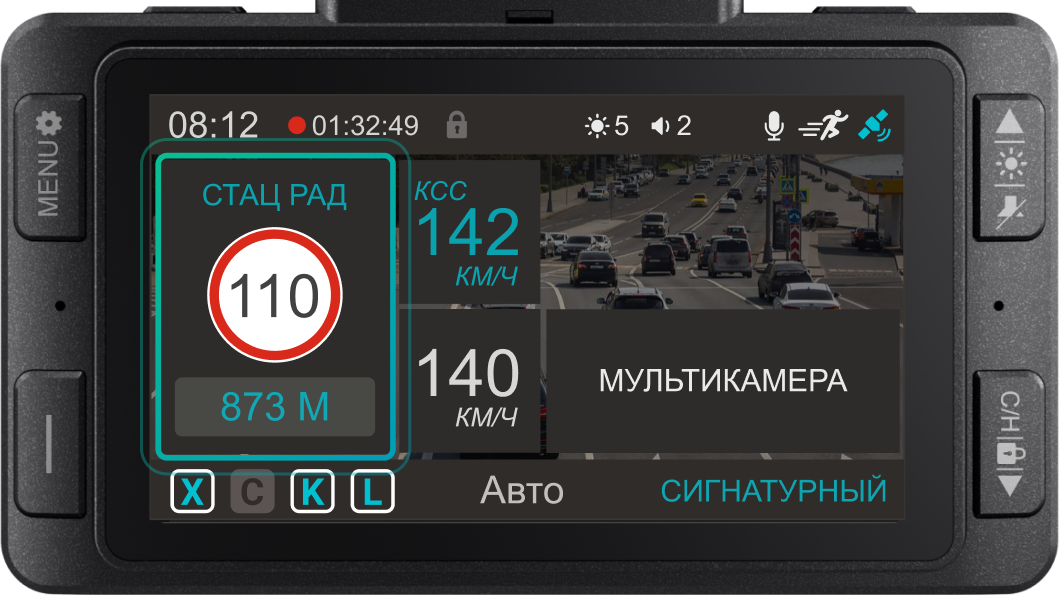 08:12
01:32:49
5
2
MENU
СТАЦ РАД
110
873 М
КСС
142
КМ/Ч
140
КМ/Ч
МУЛЬТИКАМЕРА
C/H
X
C
K
L
Авто
СИГНАТУРНЫЙ